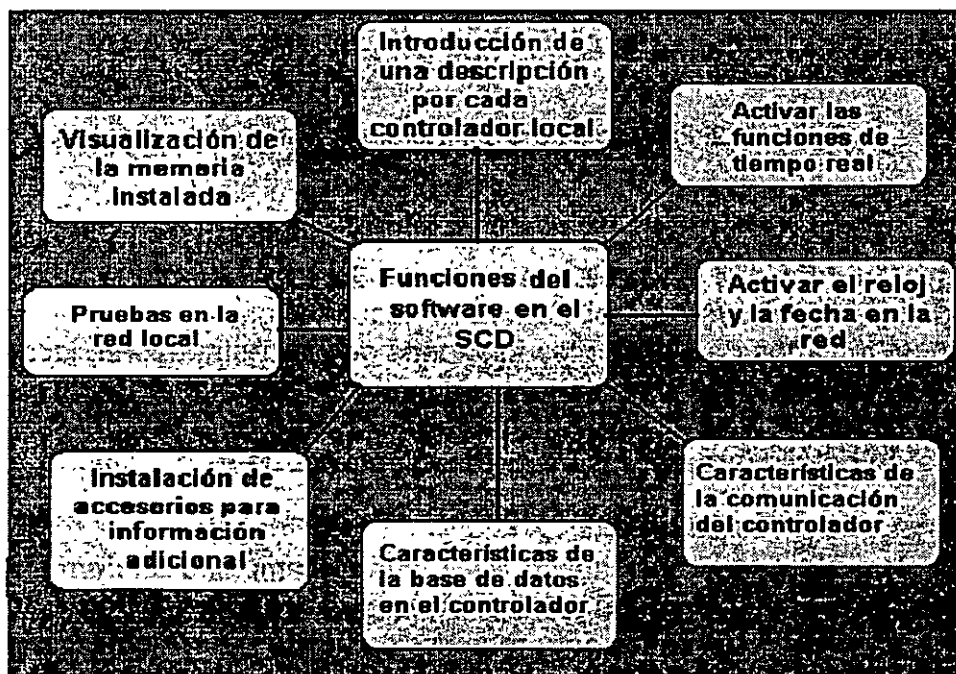 Introducción de
una descripción
por cada
controlador local
Activar las
funciones de
tiempo real
Visualización de
la memoria
Instalada
Funciones del
software en el
SCD
Activar el reloj
y la fecha en la
red
Pruebas en la
red local
Características de
la comunicación
del controlador
Instalación de
accesorios para
información
adicional
Características de
la base de datos
en el controlador